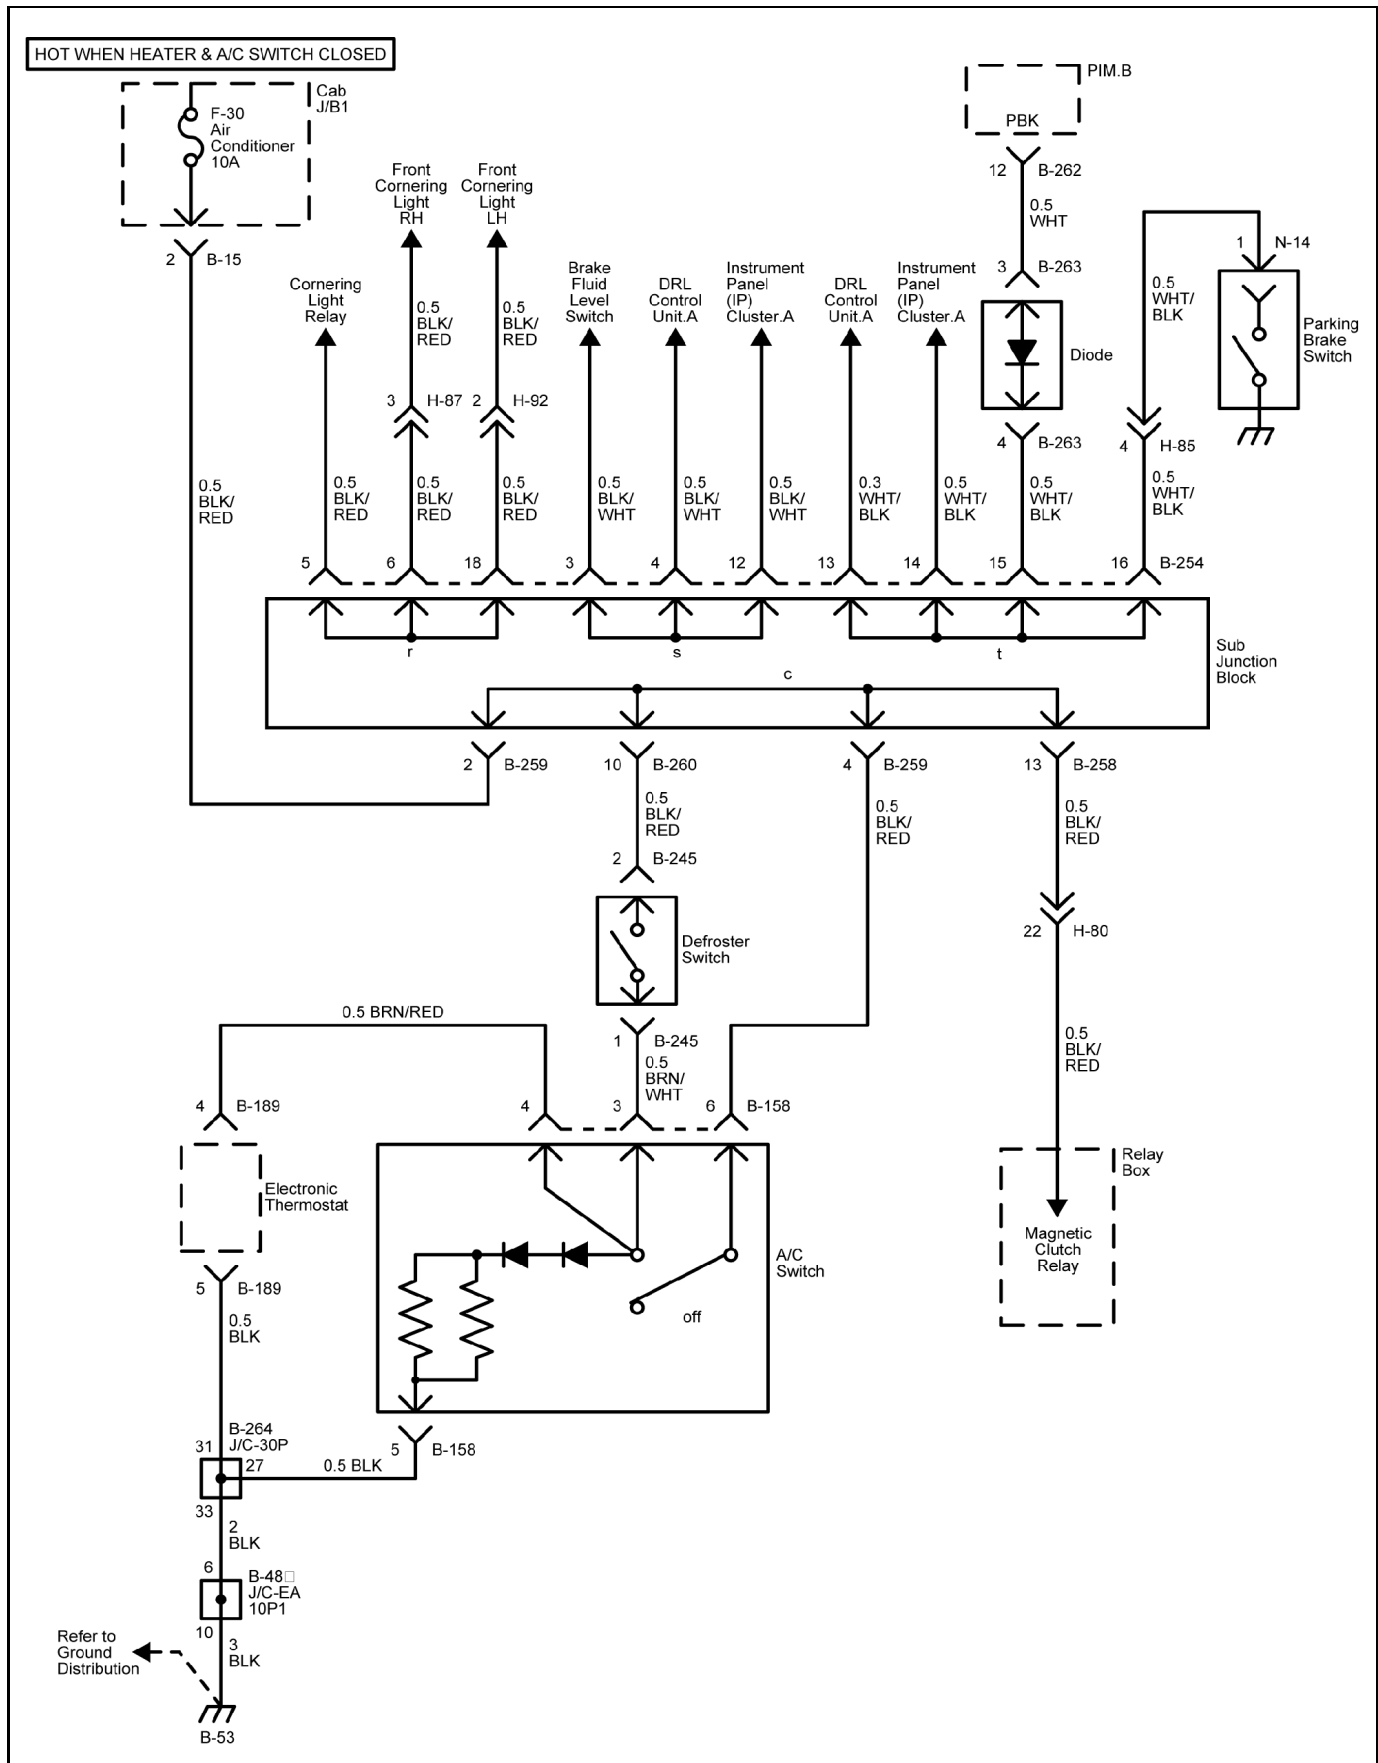 HOT WHEN HEATER & A/C SWITCH CLOSED
Cab
J/B1
F-30
Air
Conditioner
10A
2
B-15
PIM.B
PBK
12
B-262
0.5
WHT
3
B-263
Diode
4
B-263
1
N-14
0.5
WHT/
BLK
Parking
Brake
Switch
4
H-85
0.5
WHT/
BLK
Front
Cornering
Light
RH
Front
Cornering
Light
LH
Cornering
Light
Relay
0.5
BLK/
RED
0.5
BLK/
RED
Brake
Fluid
Level
Switch
DRL
Control
Unit.A
Instrument
Panel
(IP)
Cluster.A
DRL
Control
Unit.A
Instrument
Panel
(IP)
Cluster.A
3
H-87
2
H-92
0.5
BLK/
RED
0.5
BLK/
RED
0.5
BLK/
RED
0.5
BLK/
RED
0.5
BLK/
WHT
0.5
BLK/
WHT
0.5
BLK/
WHT
0.3
WHT/
BLK
0.5
WHT/
BLK
0.5
WHT/
BLK
5
6
18
3
4
12
13
14
15
16
B-254
r
s
t
c
Sub
Junction
Block
2
B-259
10
B-260
4
B-259
13
B-258
0.5
BLK/
RED
0.5
BLK/
RED
0.5
BLK/
RED
2
B-245
Defroster
Switch
22
H-80
0.5 BRN/RED
1
B-245
0.5
BRN/
WHT
0.5
BLK/
RED
4
B-189
4
3
6
B-158
Electronic
Thermostat
Relay
Box
Magnetic
Clutch
Relay
A/C
Switch
off
5
B-189
0.5
BLK
B-264
J/C-30P
31
27
33
0.5 BLK
5
B-158
2
BLK
6
B-48□
J/C-EA
10P1
10
3
BLK
Refer to
Ground
Distribution
B-53